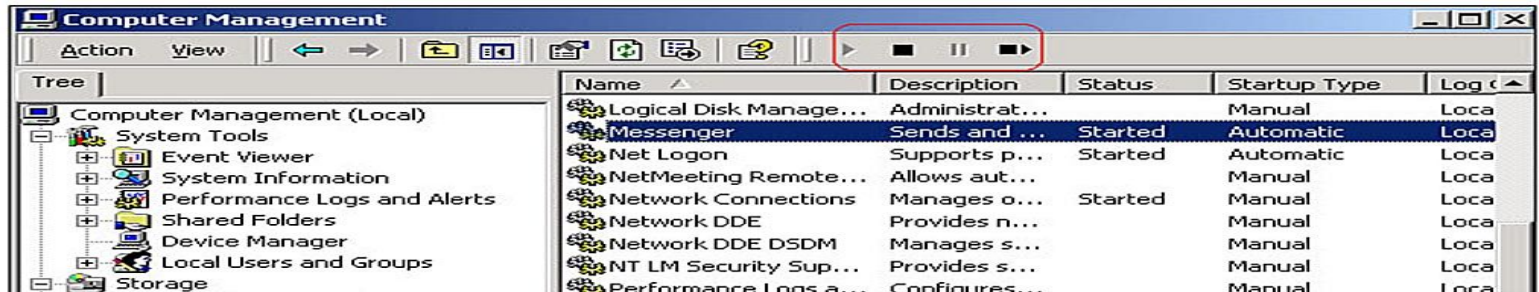 Computer Management
Action View
Tree
Computer Management (Local)
System Tools
Event Viewer
System Information
Performance Logs and Alerts
Shared Folders
Device Manager
Local Users and Groups
Storage
Name Description Status Startup Type Log
Logical Disk Manage... Administrat... Manual Loca
Messenger Sends and ... Started Automatic Loca
Net Logon Supports p... Started Automatic Loca
NetMeeting Remote... Allows aut... Manual Loca
Network Connections Manages o... Started Manual Loca
Network DDE Provides n... Manual Loca
Network DDE DSDM Manages s... Manual Loca
NT LM Security Sup... Provides s... Manual Loca
Performance Logs a... Configures... Manual Loca